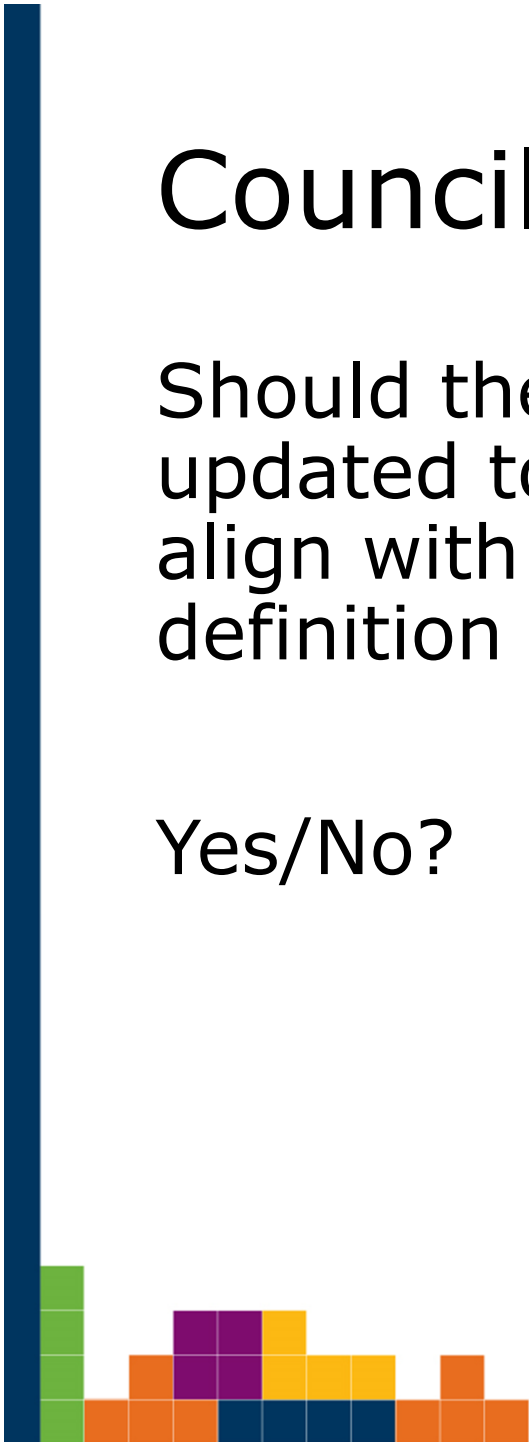 Council
Should the
updated to
align with
definition
Yes/No?